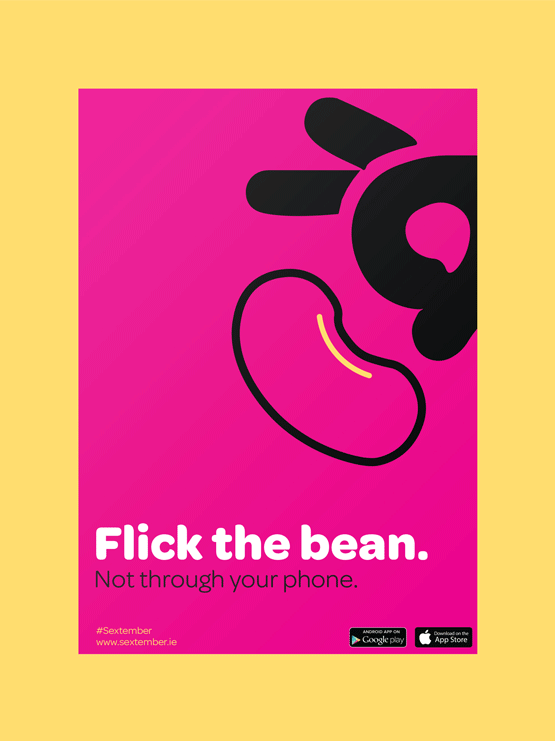 Flick the bean.
Not through your phone.
#Sextember
www.sextember.ie
ANDROID APP ON
Google play
Download on the
App Store